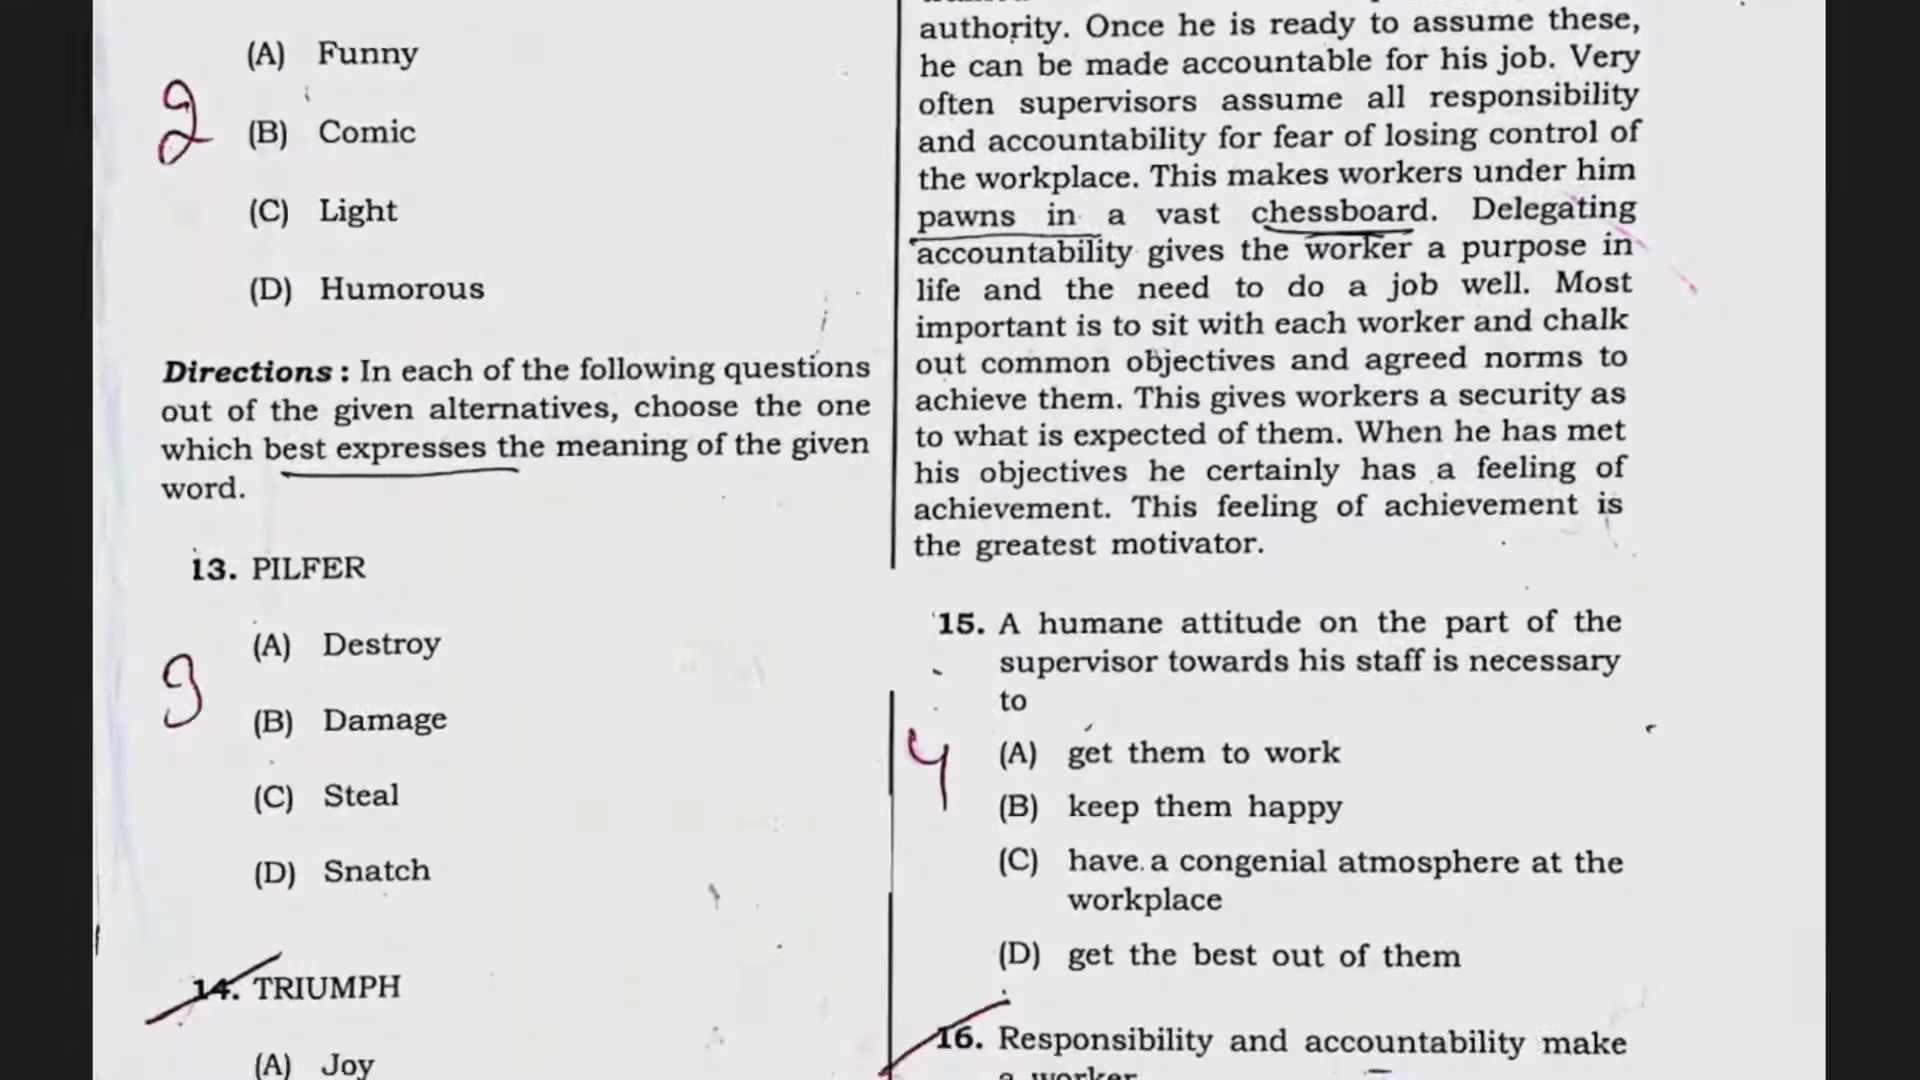 (A) Funny
2
(B) Comic
(C) Light
(D) Humorous
Directions : In each of the following questions
out of the given alternatives, choose the one
which best expresses the meaning of the given
word.
13. PILFER
(A) Destroy
(B) Damage
(C) Steal
(D) Snatch
14. TRIUMPH
(A) Joy
authority. Once he is ready to assume these,
he can be made accountable for his job. Very
often supervisors assume all responsibility
and accountability for fear of losing control of
the workplace. This makes workers under him
pawns in a vast chessboard. Delegating
accountability gives the worker a purpose in
life and the need to do a job well. Most
important is to sit with each worker and chalk
out common objectives and agreed norms to
achieve them. This gives workers a security as
to what is expected of them. When he has met
his objectives he certainly has a feeling of
achievement. This feeling of achievement is
the greatest motivator.
15. A humane attitude on the part of the
supervisor towards his staff is necessary
to
4
(A) get them to work
(B) keep them happy
(C) have a congenial atmosphere at the
workplace
(D) get the best out of them
16. Responsibility and accountability make
a worker